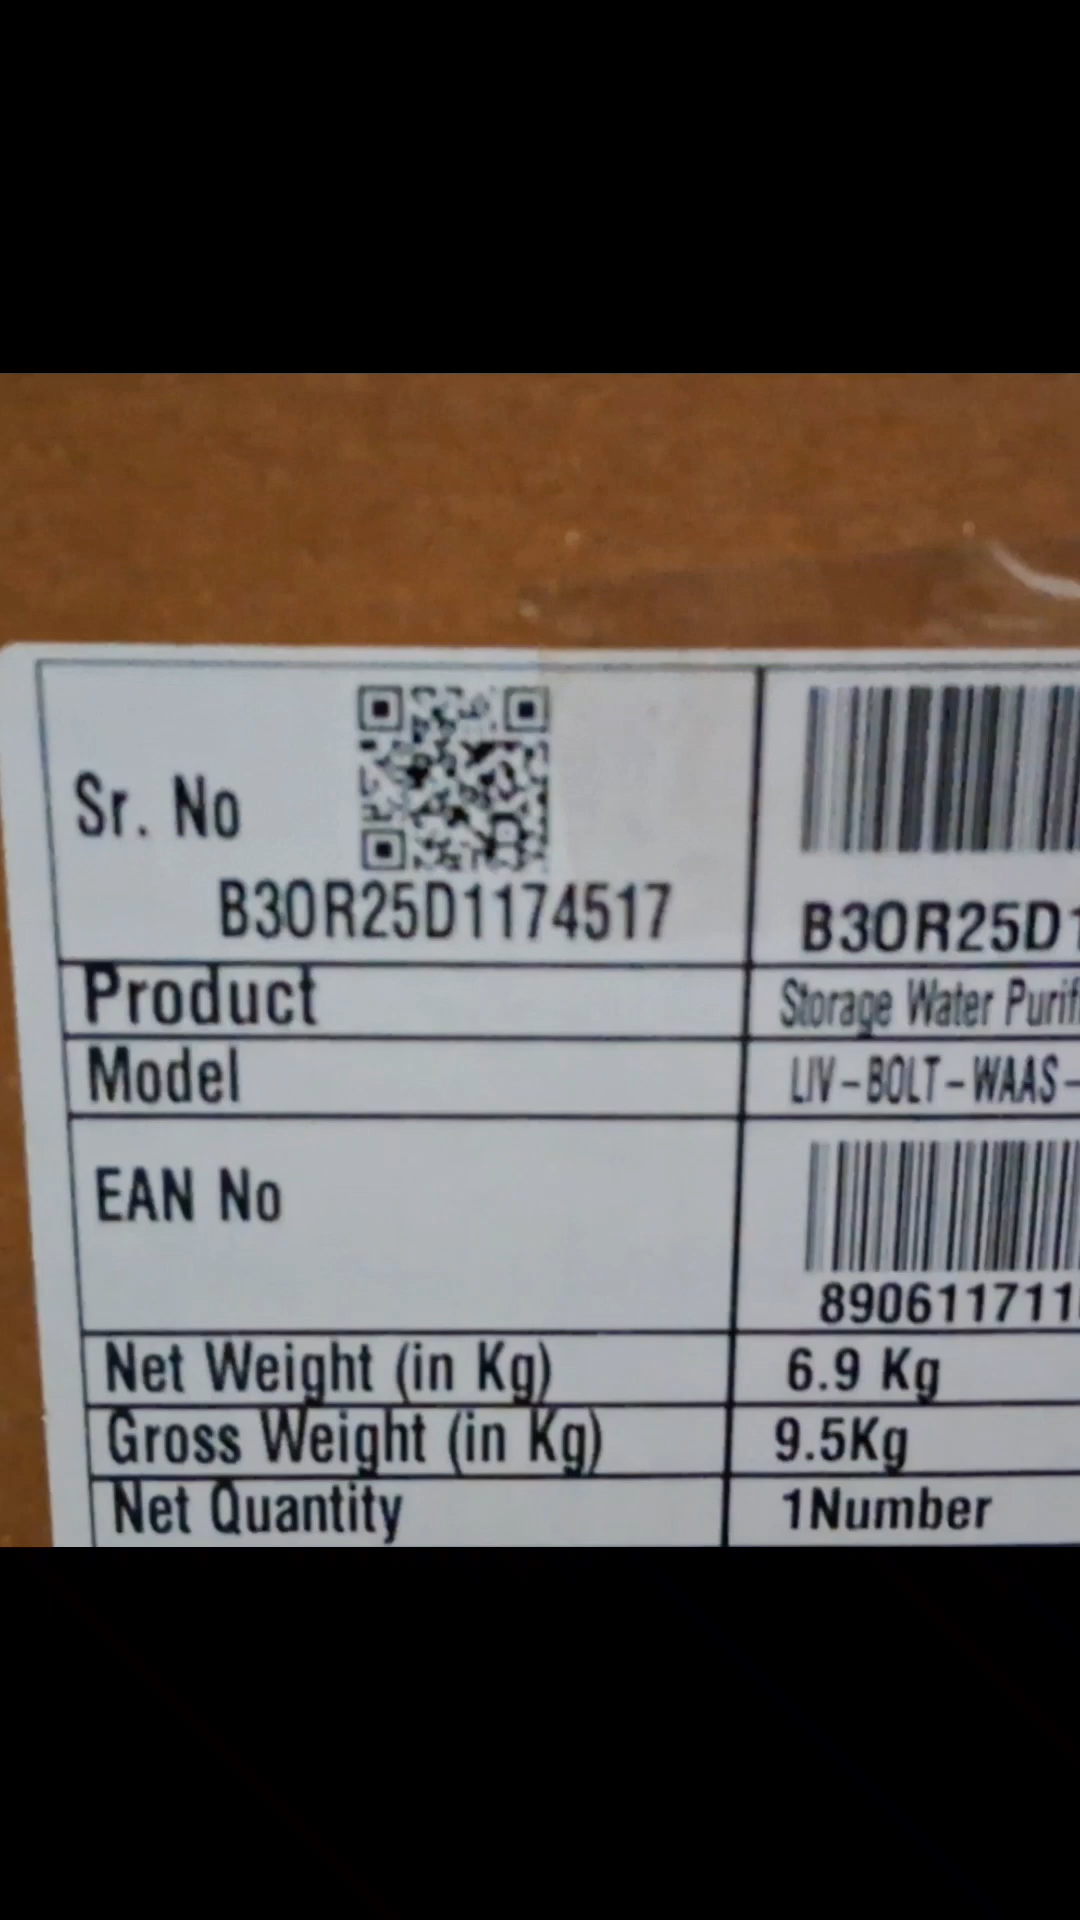 Sr. No
B30R25D1174517
B30R25D1
Product
Storage Water Purif
Model
LIV-BOLT-WAAS-
EAN No
890611711
Net Weight (in Kg)
6.9 Kg
Gross Weight (in Kg)
9.5Kg
Net Quantity
1Number